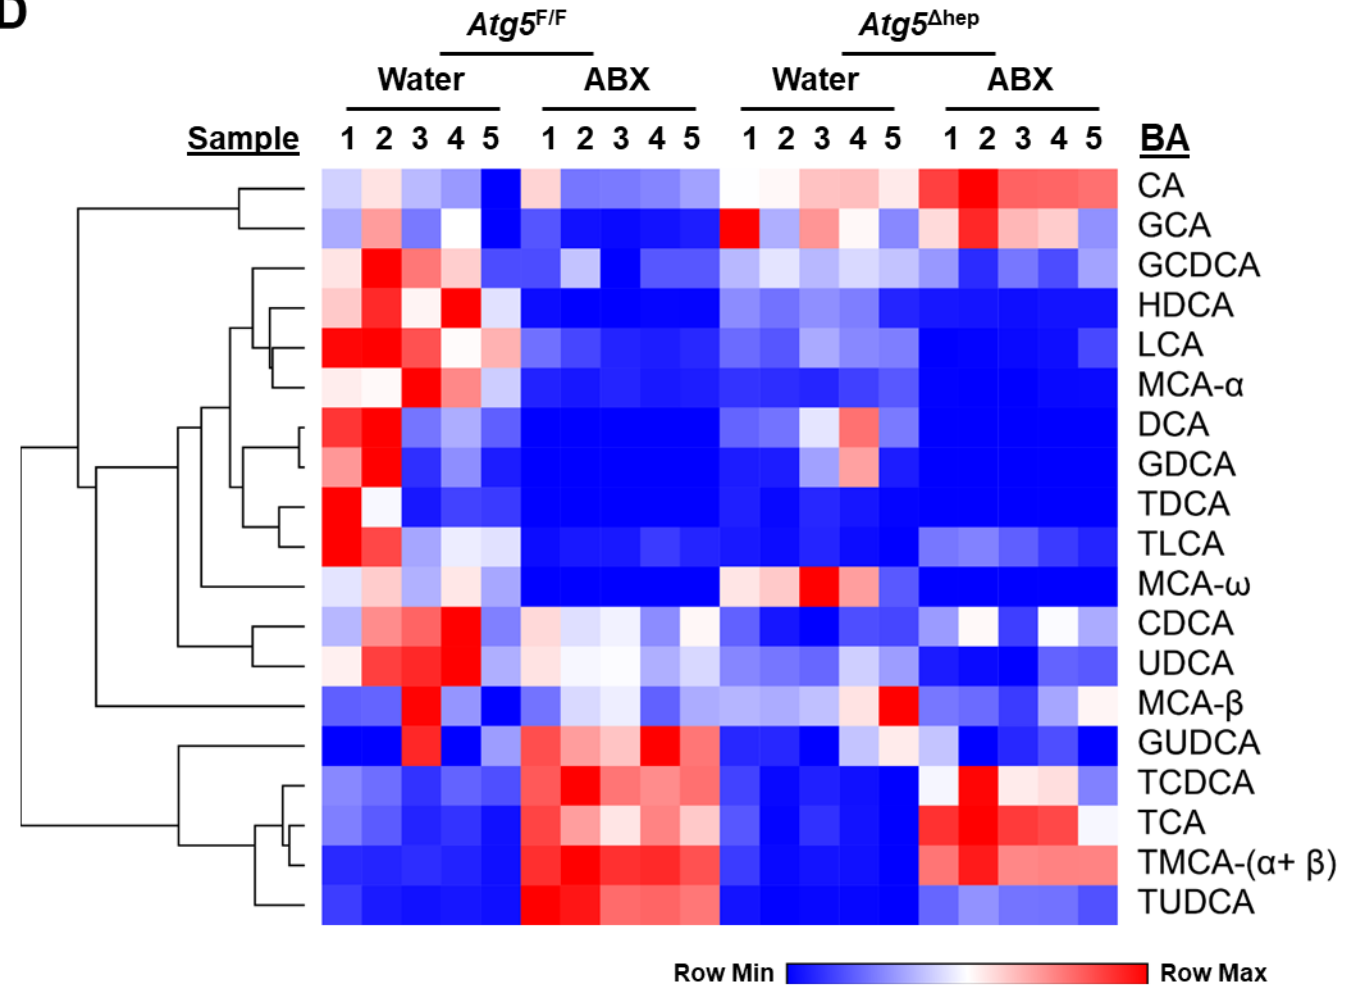 D
Atg5F/F Atg5Δhep
Water ABX Water ABX
Sample 1 2 3 4 5 1 2 3 4 5 1 2 3 4 5 1 2 3 4 5 BA
CA
GCA
GCDCA
HDCA
LCA
MCA-α
DCA
GDCA
TDCA
TLCA
MCA-ω
CDCA
UDCA
MCA-β
GUDCA
TCDCA
TCA
TMCA-(α+ β)
TUDCA
Row Min Row Max